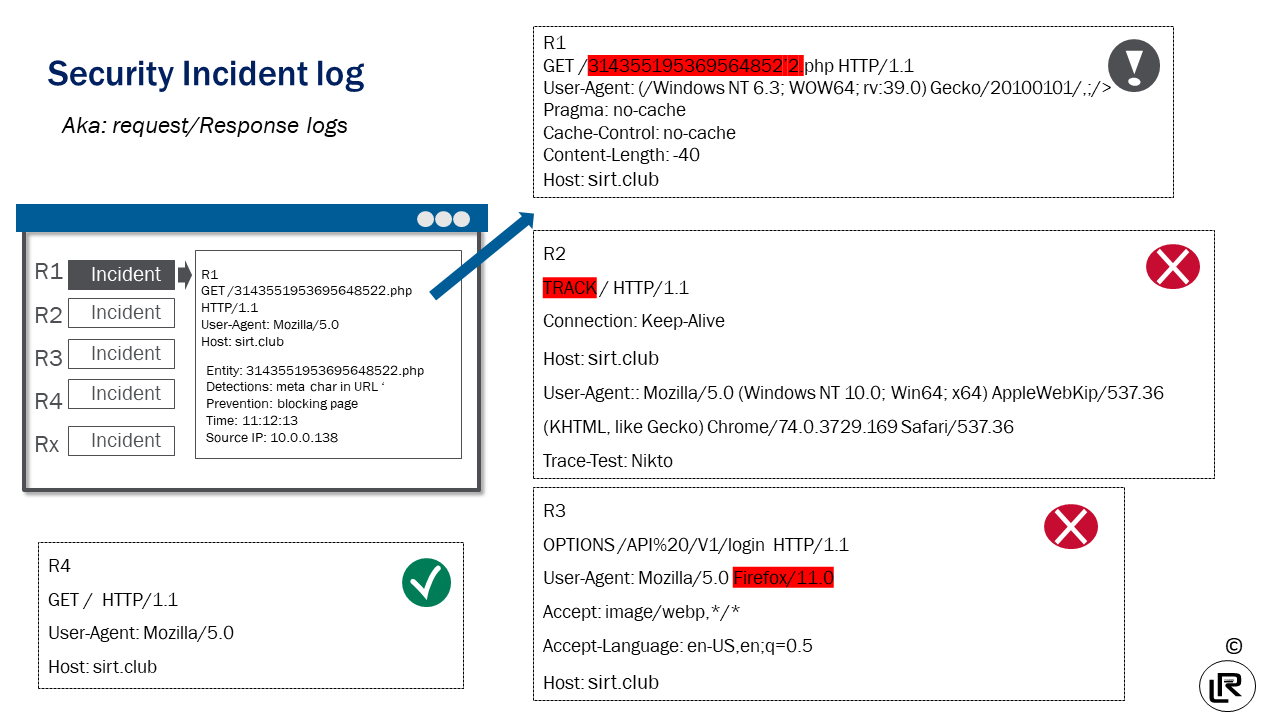 Security Incident log
Aka: request/Response logs
R1
Incident
R2
Incident
R3
Incident
R4
Incident
Rx
Incident
R1
GET /3143551953695648522.php
HTTP/1.1
User-Agent: Mozilla/5.0
Host: sirt.club
Entity: 3143551953695648522.php
Detections: meta char in URL ‘
Prevention: blocking page
Time: 11:12:13
Source IP: 10.0.0.138
R1
GET /314355195369564852'2'.php HTTP/1.1
User-Agent: (/Windows NT 6.3; WOW64; rv:39.0) Gecko/20100101/,;/>
Pragma: no-cache
Cache-Control: no-cache
Content-Length: -40
Host: sirt.club
R2
TRACK / HTTP/1.1
Connection: Keep-Alive
Host: sirt.club
User-Agent:: Mozilla/5.0 (Windows NT 10.0; Win64; x64) AppleWebKip/537.36
(KHTML, like Gecko) Chrome/74.0.3729.169 Safari/537.36
Trace-Test: Nikto
R3
OPTIONS /API%20/V1/login HTTP/1.1
User-Agent: Mozilla/5.0 Firefox/11.0
Accept: image/webp,*/*
Accept-Language: en-US,en;q=0.5
Host: sirt.club
R4
GET / HTTP/1.1
User-Agent: Mozilla/5.0
Host: sirt.club
©
LR